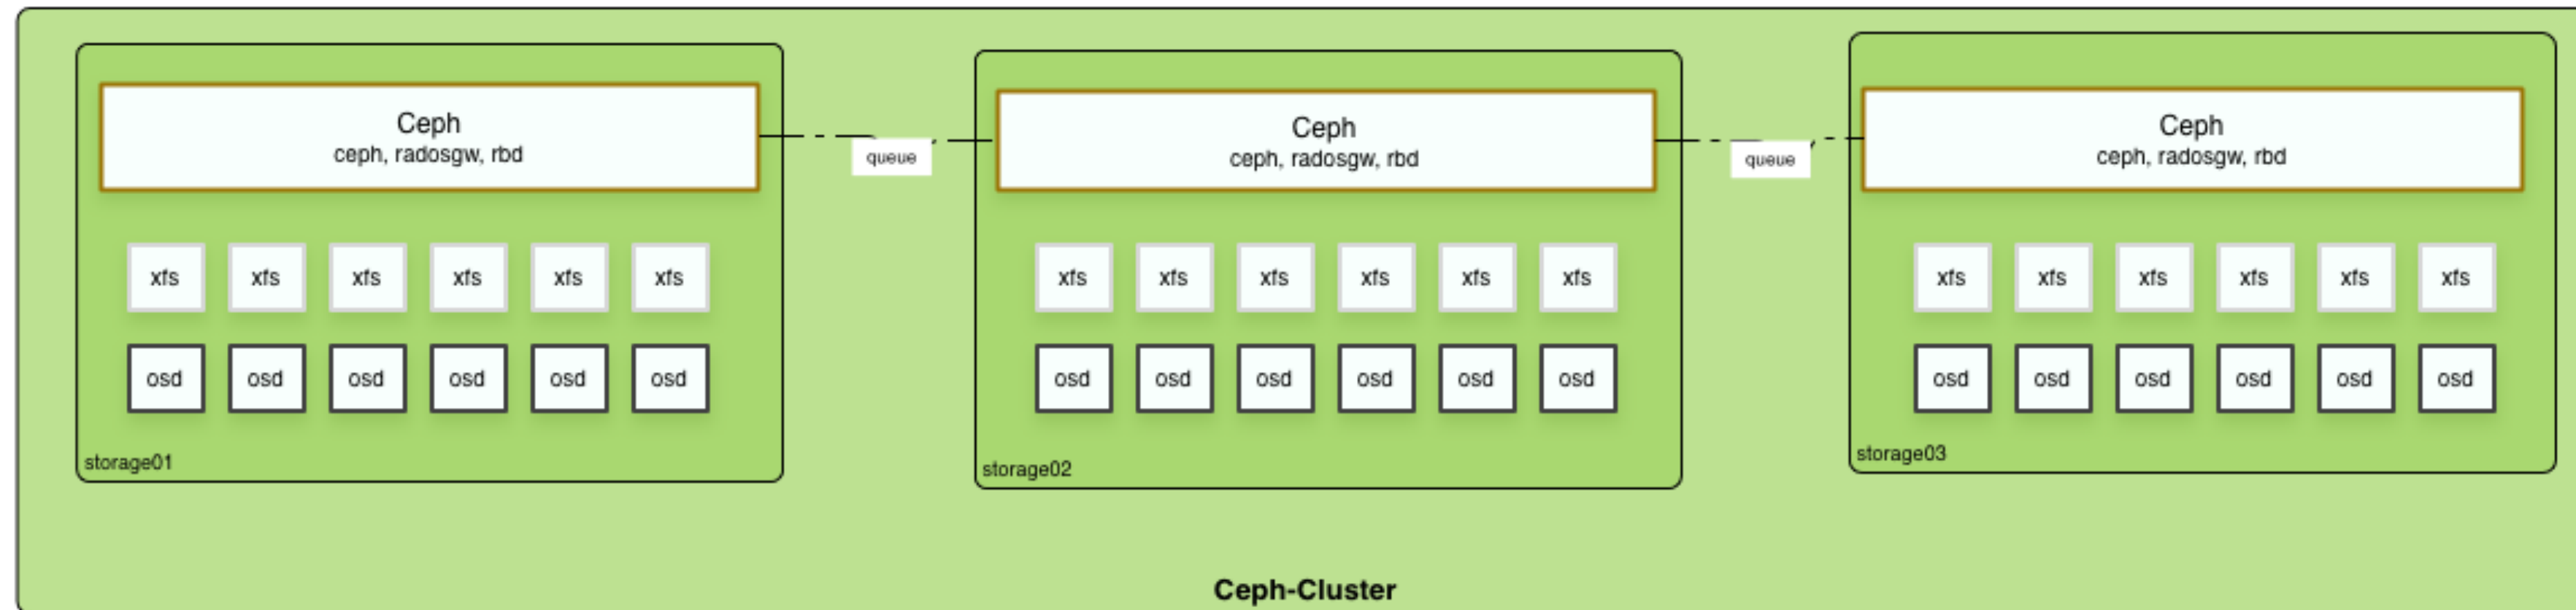 Ceph
ceph, radosgw, rbd
xfs xfs xfs xfs xfs xfs
osd osd osd osd osd osd
storage01
queue
Ceph
ceph, radosgw, rbd
xfs xfs xfs xfs xfs xfs
osd osd osd osd osd osd
storage02
queue
Ceph
ceph, radosgw, rbd
xfs xfs xfs xfs xfs xfs
osd osd osd osd osd osd
storage03
Ceph-Cluster